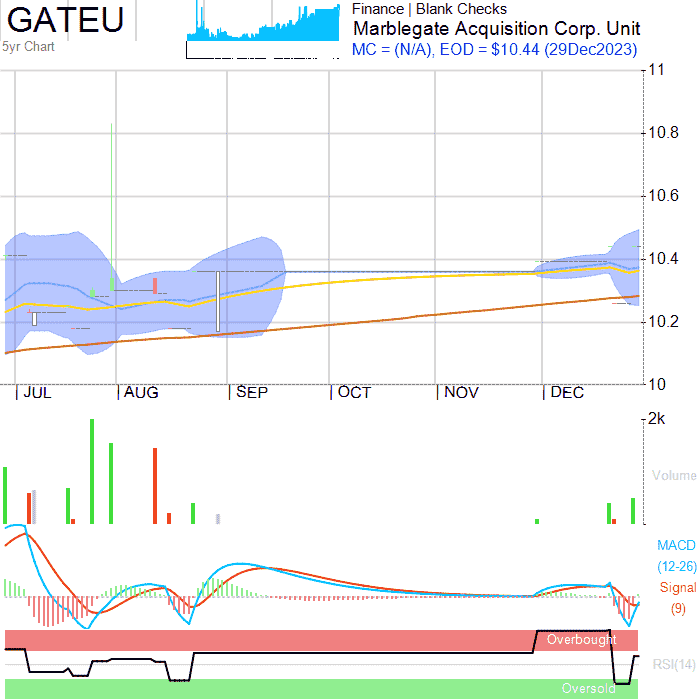 GATEU
5yr Chart
Finance | Blank Checks
Marblegate Acquisition Corp. Unit
MC = (N/A), EOD = $10.44 (29Dec2023)
11
10.8
10.6
10.4
10.2
10
JUL AUG SEP OCT NOV DEC
2k
Volume
MACD
(12-26)
Signal
(9)
Overbought
RSI(14)
Oversold